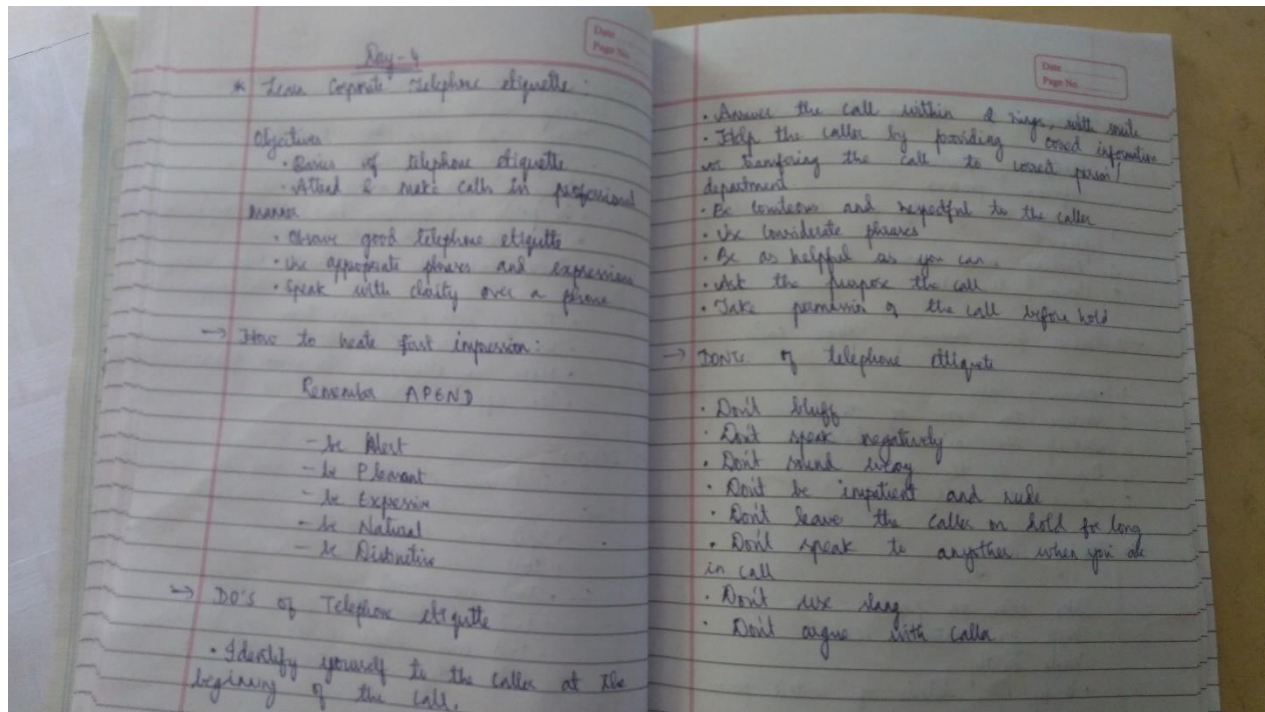 Date
Page No.
Day - 4
* Learn Corporate Telephone etiquette :
Objectives
• Basics of telephone etiquette
• Attend & make calls in professional
manner
• Observe good telephone etiquette
• Use appropriate phrases and expressions
• Speak with clarity over a phone
→ How to create first impression :
Remember APEND
- be Alert
- be Pleasant
- be Expressive
- be Natural
- be Distinctive
→ DO'S of Telephone etiquette
• Identify yourself to the caller at the
beginning of the call.
Date
Page No.
• Answer the call within 2 rings, with smile
• Help the caller by providing correct information
or transfering the call to correct person/
department
• Be courteous and respectful to the caller
• Use considerate phrases
• Be as helpful as you can
• Ask the purpose the call
• Take permission of the call before hold
→ DONTs of telephone etiquete
• Don't bluff
• Don't speak negatively
• Don't sound
• Don't be impatient and rude
• Don't leave the caller on hold for long
• Don't speak to anyother when you are
in call
• Don't use slang
• Don't argue with caller